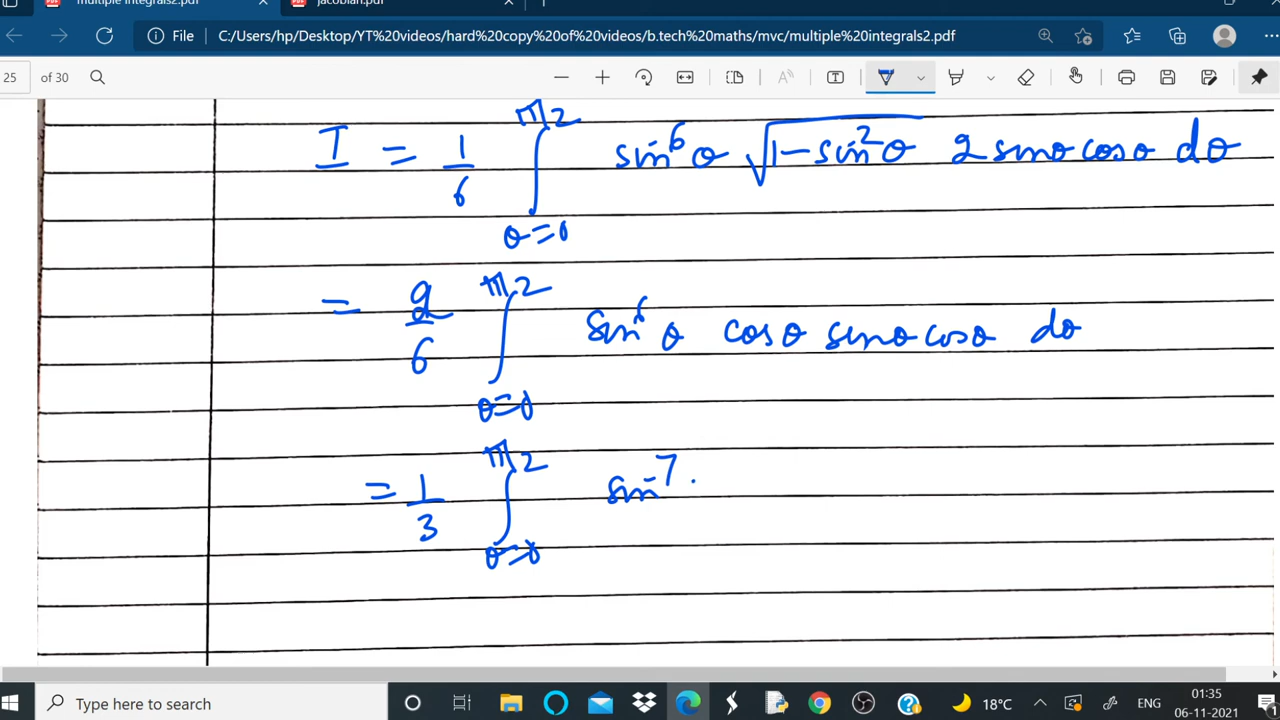 multiple integrals2.pdf jacobian.pdf
File C:/Users/hp/Desktop/YT%20videos/hard%20copy%20of%20videos/b.tech%20maths/mvc/multiple%20integrals2.pdf
25 of 30
I = 1/6 ∫_{θ=0}^{π/2} sin⁶θ √(1-sin²θ) 2 sinθ cosθ dθ
= 2/6 ∫_{θ=0}^{π/2} sin⁶θ cosθ sinθ cosθ dθ
= 1/3 ∫_{θ=0}^{π/2} sin⁷
Type here to search
18°C ENG 01:35
06-11-2021